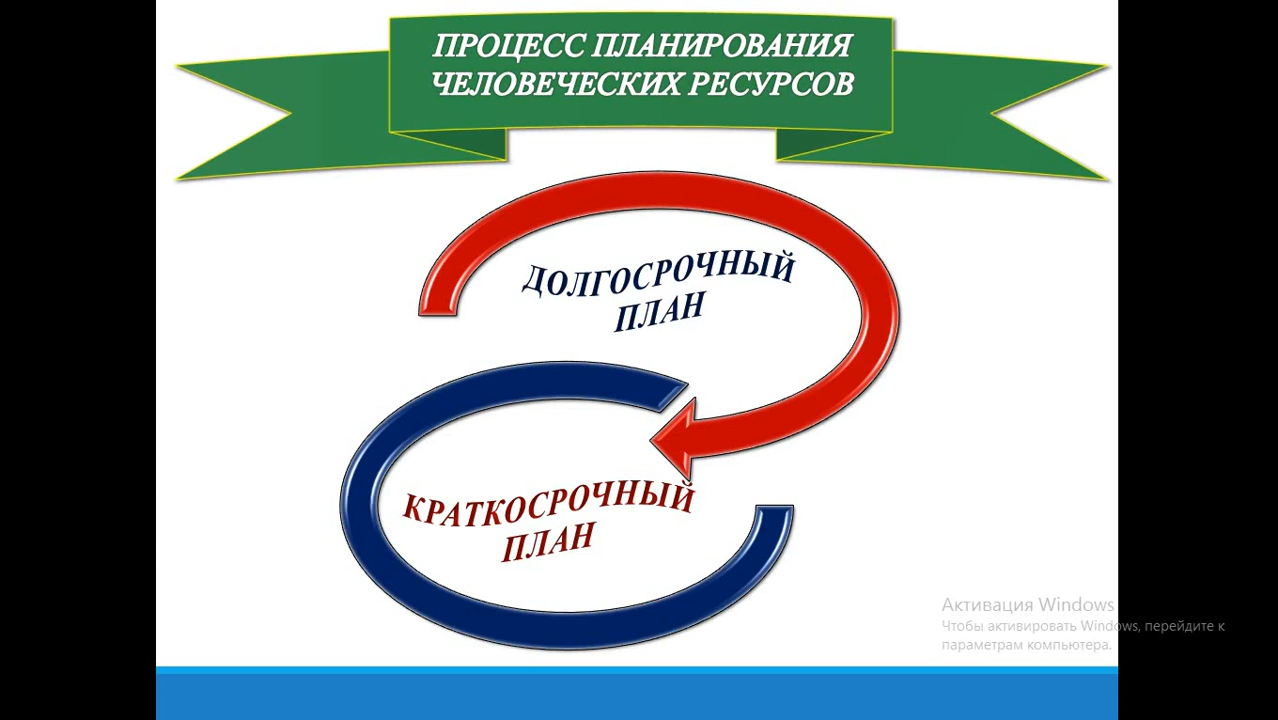 ПРОЦЕСС ПЛАНИРОВАНИЯ
ЧЕЛОВЕЧЕСКИХ РЕСУРСОВ
ДОЛГОСРОЧНЫЙ
ПЛАН
КРАТКОСРОЧНЫЙ
ПЛАН
Активация Windows
Чтобы активировать Windows, перейдите к
параметрам компьютера.